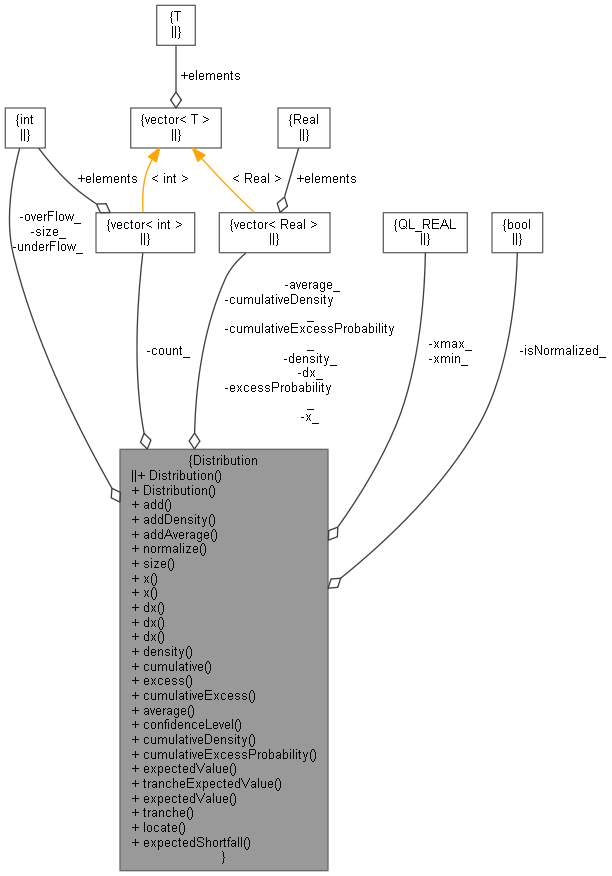 {T
||}
+elements
{int
||}
{vector< T >
||}
{Real
||}
+elements
< int >
< Real >
+elements
-overFlow_
-size_
-underFlow_
{vector< int >
||}
{vector< Real >
||}
{QL_REAL
||}
{bool
||}
-count_
-average_
-cumulativeDensity
_
-cumulativeExcessProbability
_
-density_
-dx_
-excessProbability
_
-x_
-xmax_
-xmin_
-isNormalized_
{Distribution
||+ Distribution()
+ Distribution()
+ add()
+ addDensity()
+ addAverage()
+ normalize()
+ size()
+ x()
+ x()
+ dx()
+ dx()
+ dx()
+ density()
+ cumulative()
+ excess()
+ cumulativeExcess()
+ average()
+ confidenceLevel()
+ cumulativeDensity()
+ cumulativeExcessProbability()
+ expectedValue()
+ trancheExpectedValue()
+ expectedValue()
+ tranche()
+ locate()
+ expectedShortfall()
}